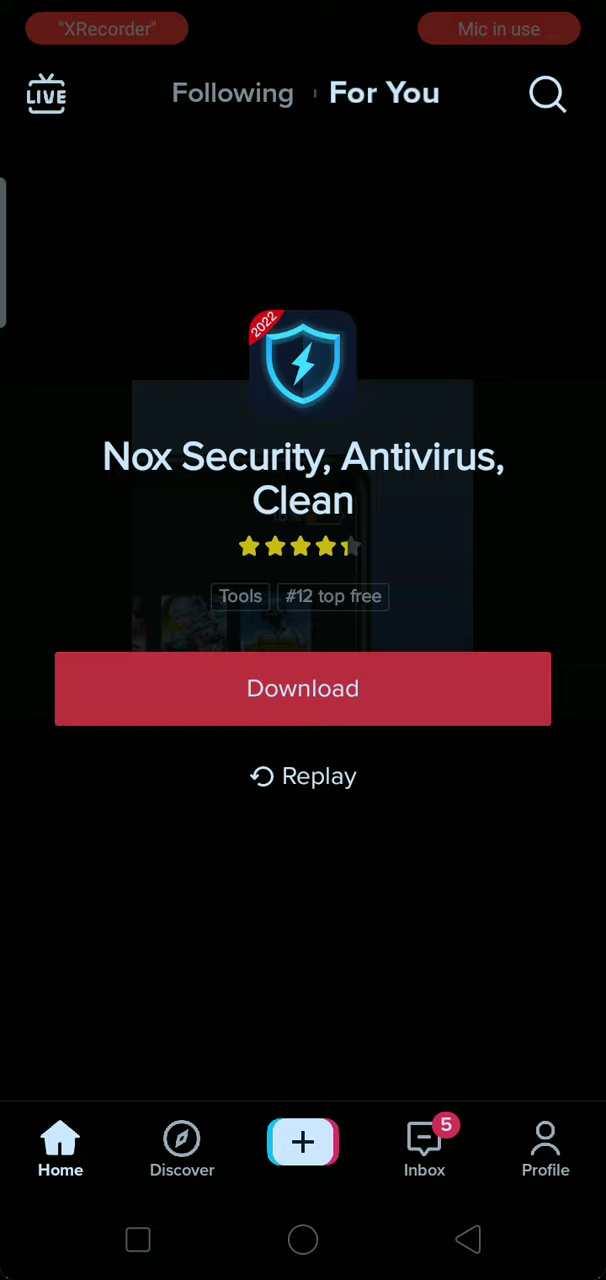 "XRecorder"
Mic in use
LIVE
Following
For You
2022
Nox Security, Antivirus,
Clean
Tools
#12 top free
Download
Replay
5
Home
Discover
Inbox
Profile